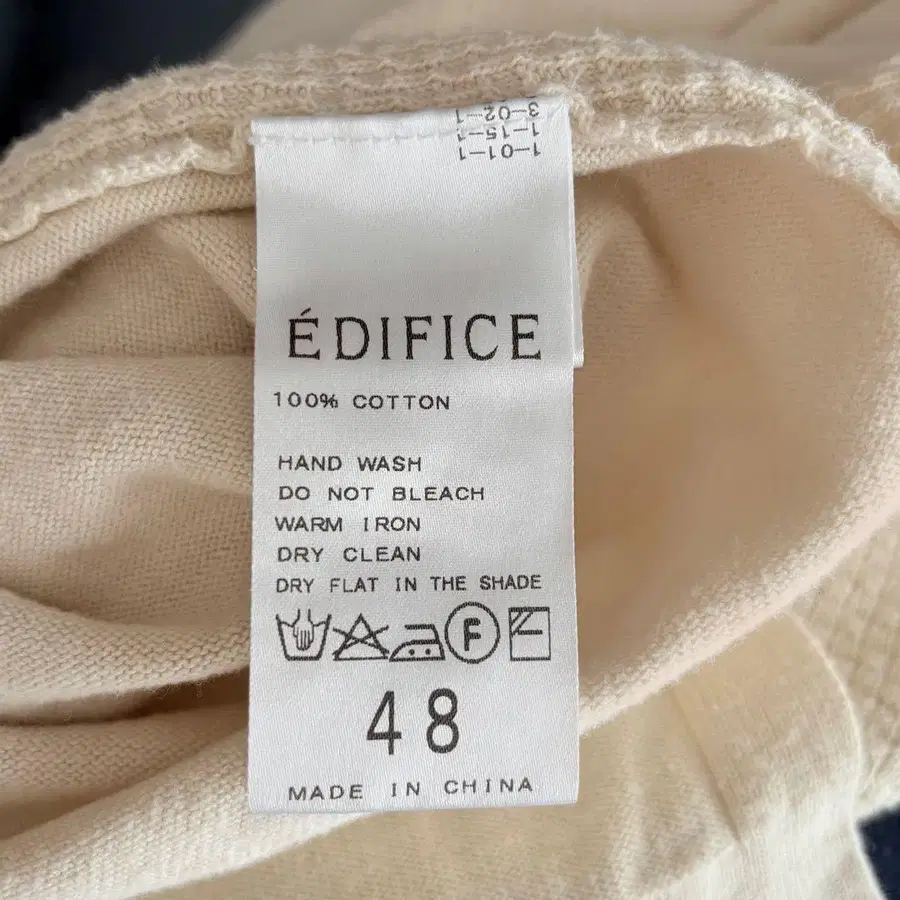 3-02-1
1-15-1
1-01-1
ÉDIFICE
100% COTTON
HAND WASH
DO NOT BLEACH
WARM IRON
DRY CLEAN
DRY FLAT IN THE SHADE
F
48
MADE IN CHINA